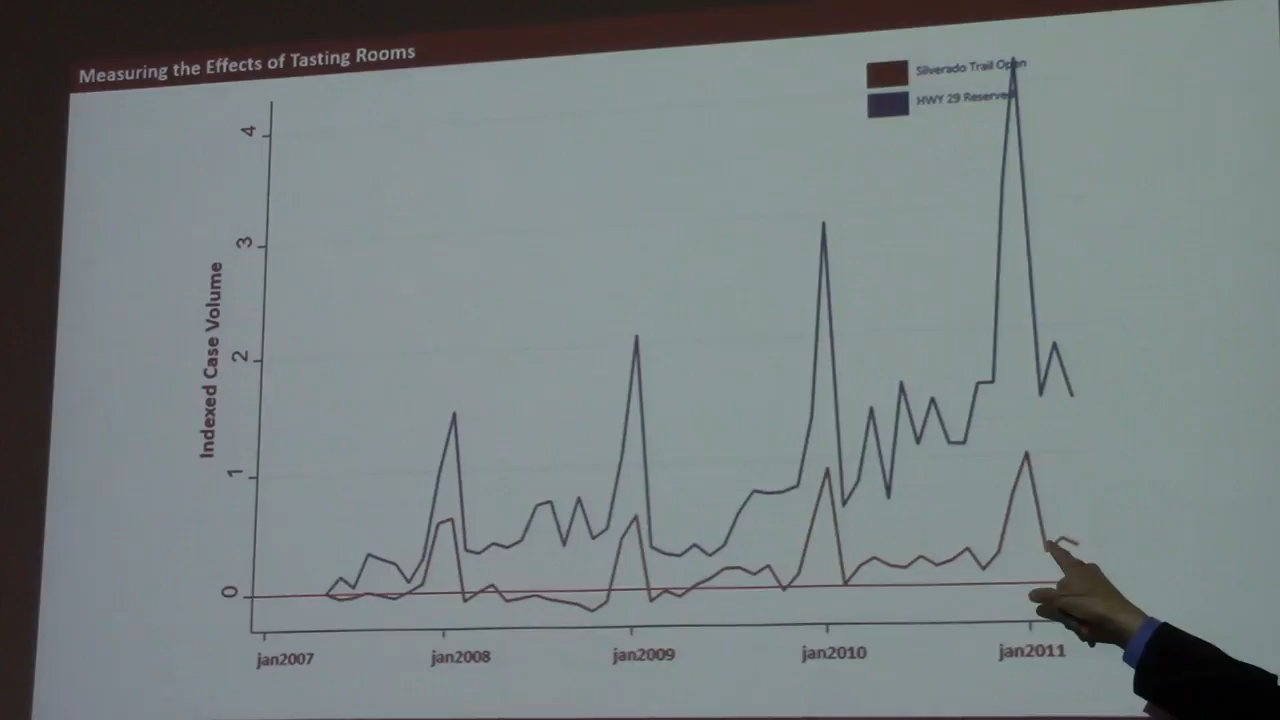 Measuring the Effects of Tasting Rooms
Silverado Trail Open
HWY 29 Reserved
Indexed Case Volume
4
3
2
1
0
jan2007
jan2008
jan2009
jan2010
jan2011